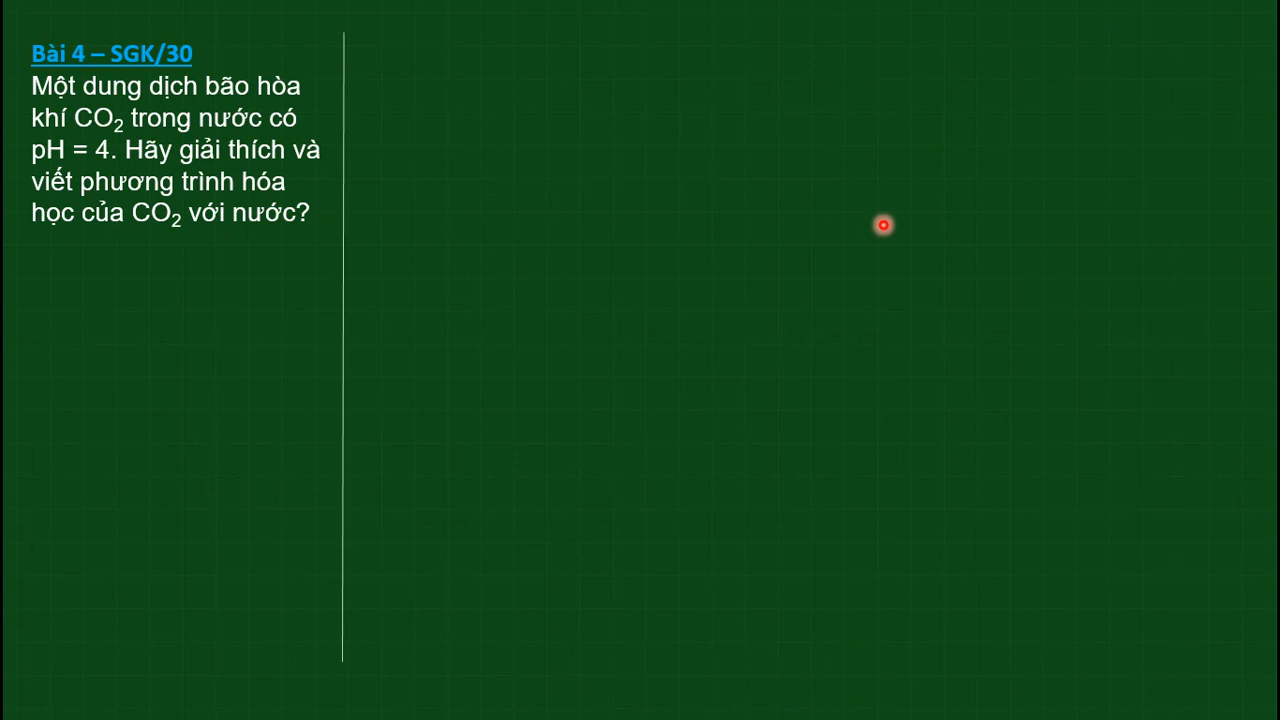 Bài 4 – SGK/30
Một dung dịch bão hòa
khí CO₂ trong nước có
pH = 4. Hãy giải thích và
viết phương trình hóa
học của CO₂ với nước?